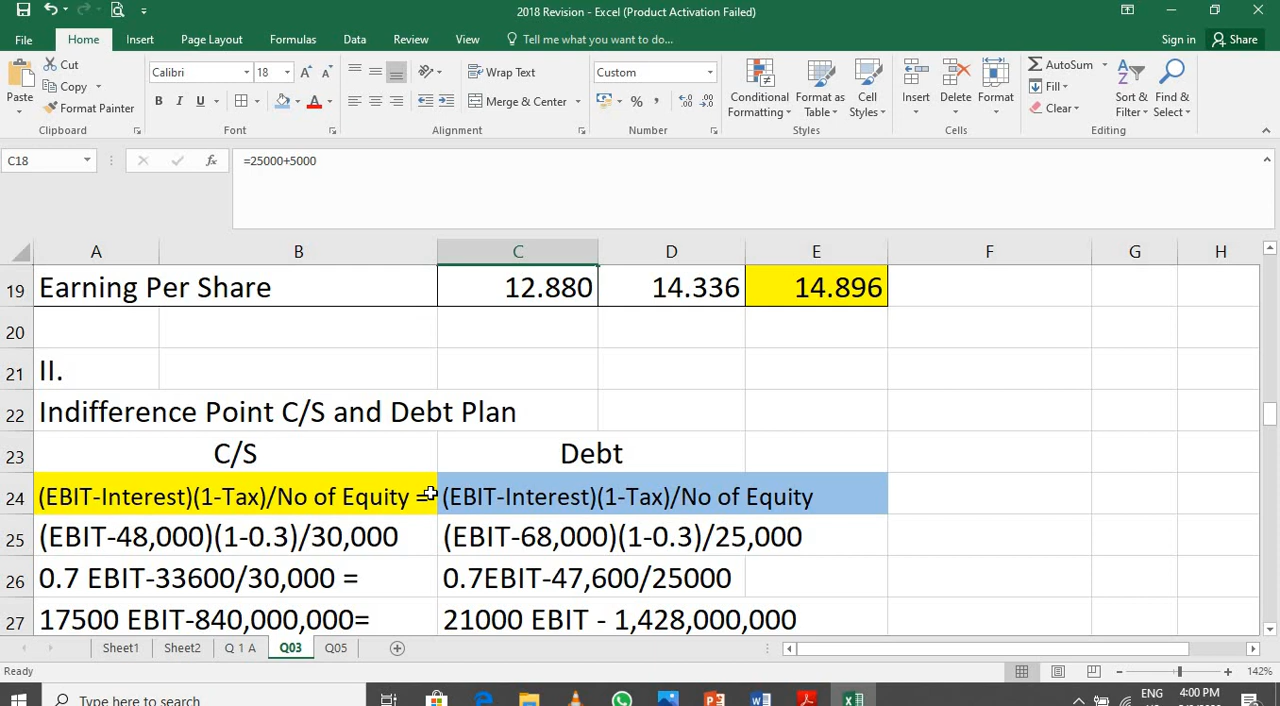 2018 Revision - Excel (Product Activation Failed)
File Home Insert Page Layout Formulas Data Review View Tell me what you want to do... Sign in Share
Paste Cut Copy Format Painter
Calibri 18 Wrap Text Merge & Center Custom
B I U A % ,
Conditional Formatting Format as Table Cell Styles Insert Delete Format
AutoSum Fill Clear Sort & Filter Find & Select
Clipboard Font Alignment Number Styles Cells Editing
C18 fx =25000+5000
A B C D E F G H
19 Earning Per Share 12.880 14.336 14.896
20
21 II.
22 Indifference Point C/S and Debt Plan
23 C/S Debt
24 (EBIT-Interest)(1-Tax)/No of Equity = (EBIT-Interest)(1-Tax)/No of Equity
25 (EBIT-48,000)(1-0.3)/30,000 (EBIT-68,000)(1-0.3)/25,000
26 0.7 EBIT-33600/30,000 = 0.7EBIT-47,600/25000
27 17500 EBIT-840,000,000= 21000 EBIT - 1,428,000,000
Sheet1 Sheet2 Q 1 A Q03 Q05
Ready 142%
Type here to search ENG 4:00 PM